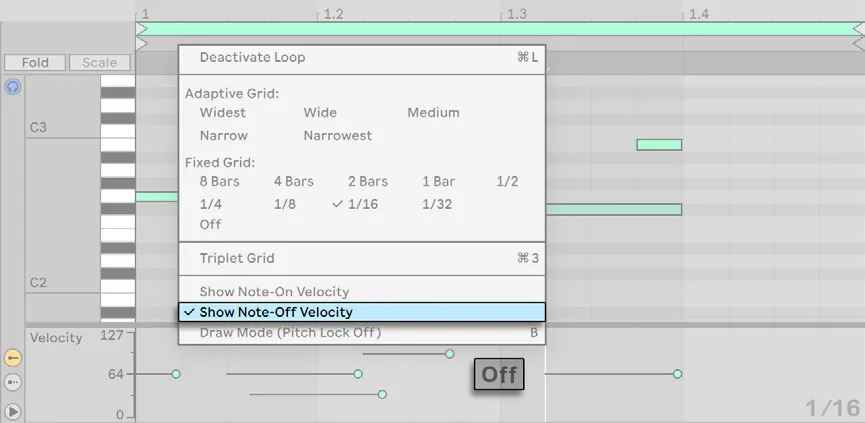 1 1.2 1.3 1.4
Fold Scale
Deactivate Loop ⌘L
Adaptive Grid:
Widest Wide Medium
Narrow Narrowest
C3
Fixed Grid:
8 Bars 4 Bars 2 Bars 1 Bar 1/2
1/4 1/8 ✓ 1/16 1/32
Off
Triplet Grid ⌘3
C2
Show Note-On Velocity
✓ Show Note-Off Velocity
Draw Mode (Pitch Lock Off) B
Velocity 127
64
Off
0
1/16